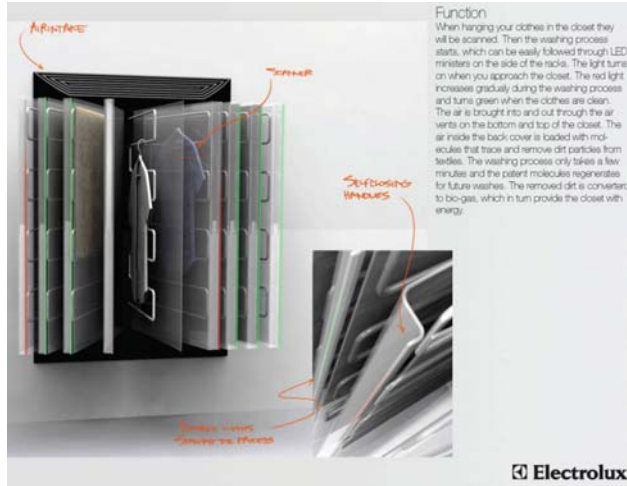 AIRINTAKE
SCANNER
SELFCLOSING
HANDLES
Function
When hanging your clothes in the closet they
will be scanned. Then the washing process
starts, which can be easily followed through LED
ministers on the side of the racks. The light turns
on when you approach the closet. The red light
increases gradually during the washing process
and turns green when the clothes are clean.
The air is brought into and out through the air
vents on the bottom and top of the closet. The
air inside the back cover is loaded with mol-
ecules that trace and remove dirt particles from
textiles. The washing process only takes a few
minutes and the patent molecules regenerates
for future washes. The removed dirt is converterd
to bio-gas, which in turn provide the closet with
energy.
PROCESS
Electrolux